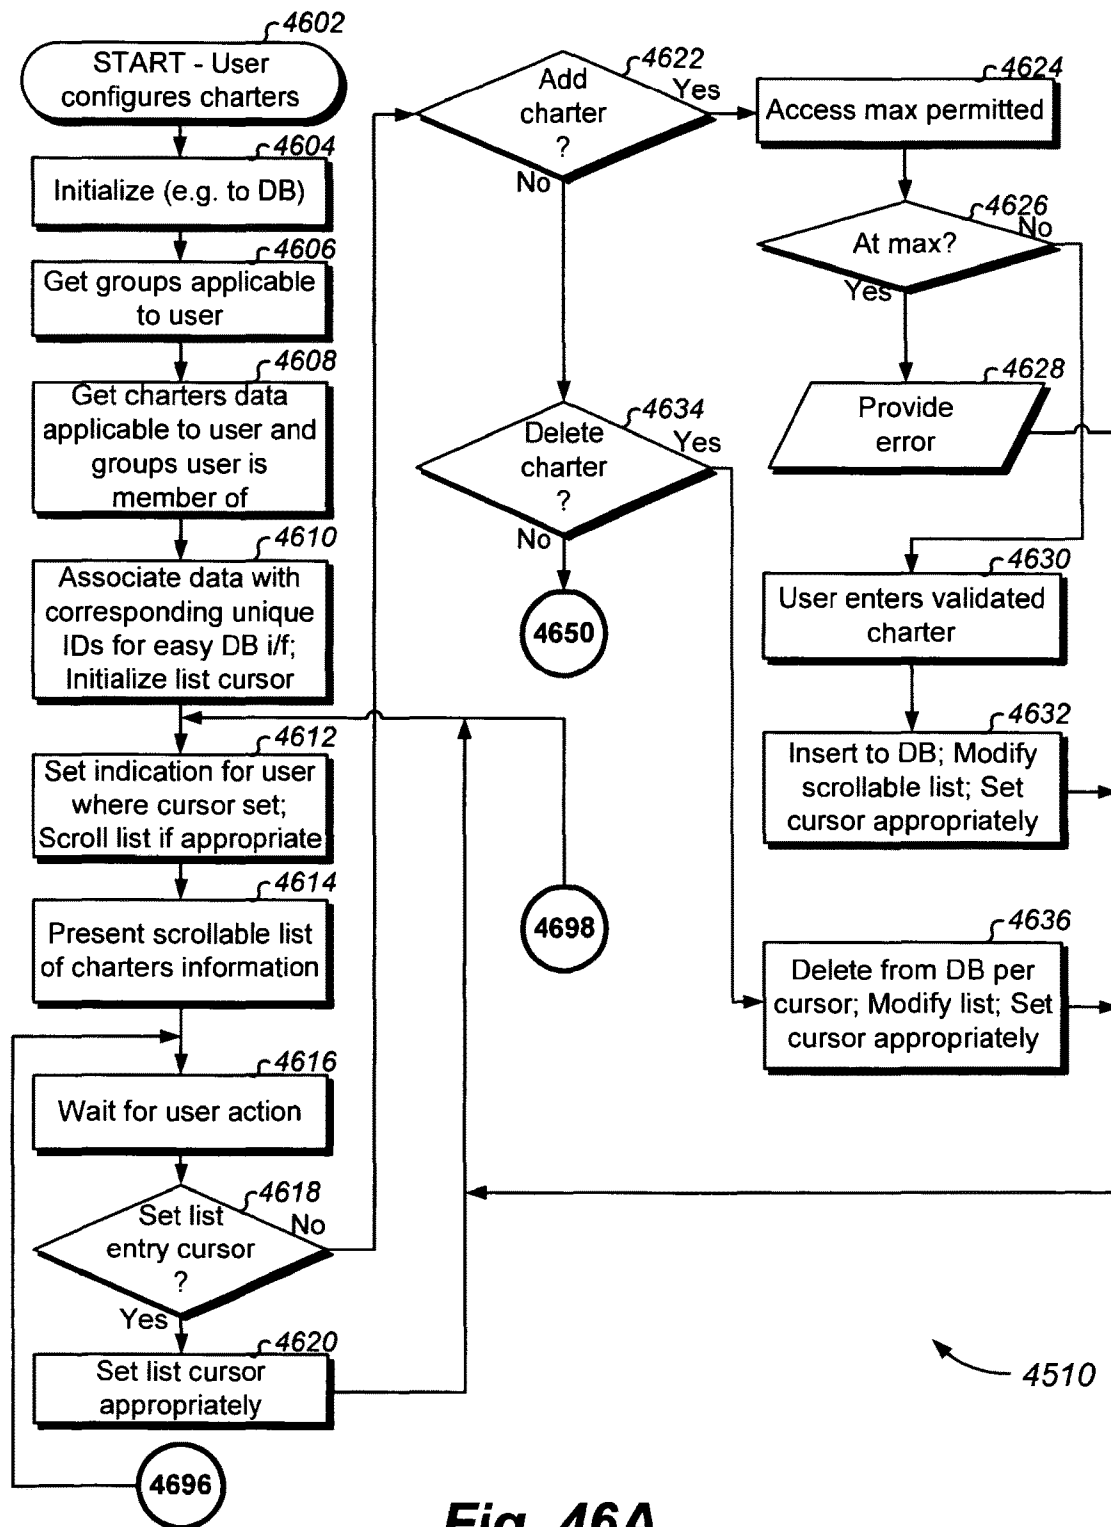 4602
START - User
configures charters
4604
Initialize (e.g. to DB)
4606
Get groups applicable
to user
4608
Get charters data
applicable to user and
groups user is
member of
4610
Associate data with
corresponding unique
IDs for easy DB i/f;
Initialize list cursor
4612
Set indication for user
where cursor set;
Scroll list if appropriate
4614
Present scrollable list
of charters information
4616
Wait for user action
4618
Set list
entry cursor
?
No
Yes
4620
Set list cursor
appropriately
4696
4622
Add
charter
?
Yes
No
4634
Delete
charter
?
Yes
No
4650
4698
4624
Access max permitted
4626
At max?
No
Yes
4628
Provide
error
4630
User enters validated
charter
4632
Insert to DB; Modify
scrollable list; Set
cursor appropriately
4636
Delete from DB per
cursor; Modify list; Set
cursor appropriately
4510
Fig. 46A